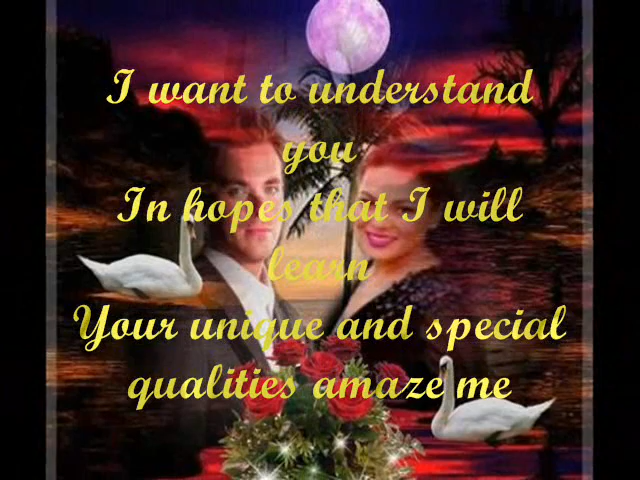 I want to understand
you
In hopes that I will
learn
Your unique and special
qualities amaze me